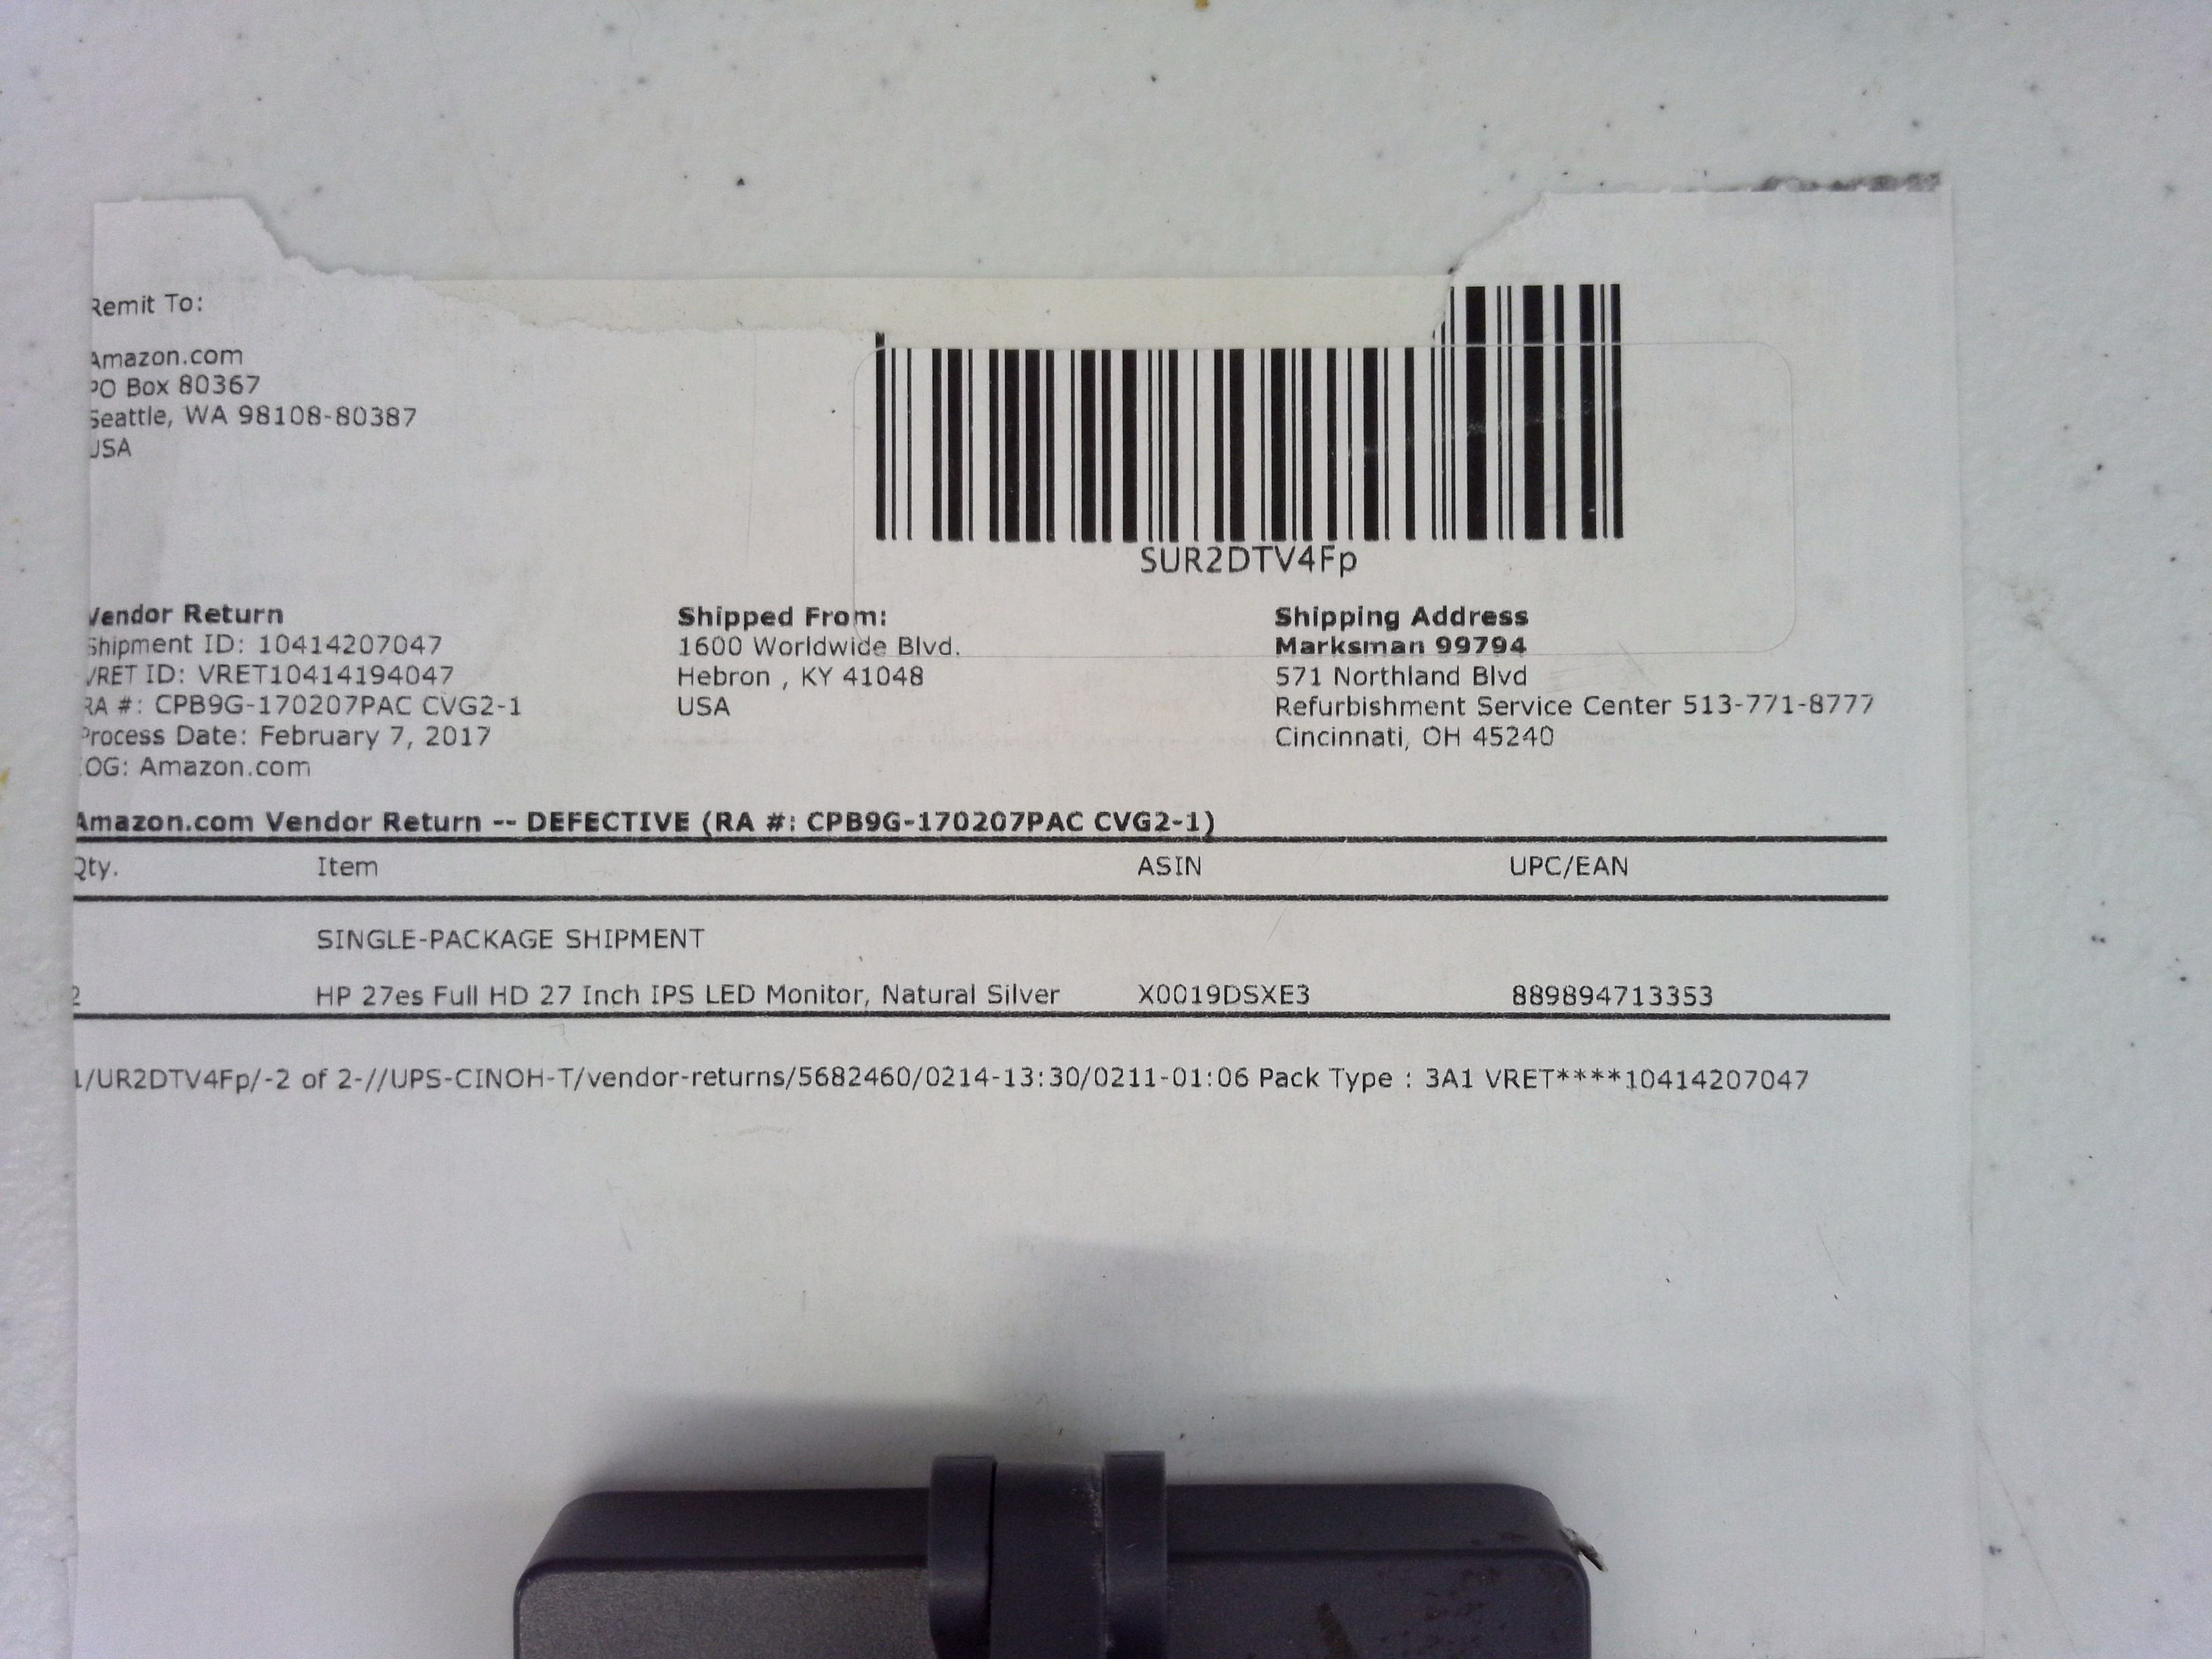 Remit To:
Amazon.com
PO Box 80367
Seattle, WA 98108-80387
USA
SUR2DTV4Fp
Vendor Return
Shipment ID: 10414207047
VRET ID: VRET10414194047
RA #: CPB9G-170207PAC CVG2-1
Process Date: February 7, 2017
OG: Amazon.com
Shipped From:
1600 Worldwide Blvd.
Hebron , KY 41048
USA
Shipping Address
Marksman 99794
571 Northland Blvd
Refurbishment Service Center 513-771-8777
Cincinnati, OH 45240
Amazon.com Vendor Return -- DEFECTIVE (RA #: CPB9G-170207PAC CVG2-1)
Qty. Item ASIN UPC/EAN
SINGLE-PACKAGE SHIPMENT
2 HP 27es Full HD 27 Inch IPS LED Monitor, Natural Silver X0019DSXE3 889894713353
1/UR2DTV4Fp/-2 of 2-//UPS-CINOH-T/vendor-returns/5682460/0214-13:30/0211-01:06 Pack Type : 3A1 VRET****10414207047